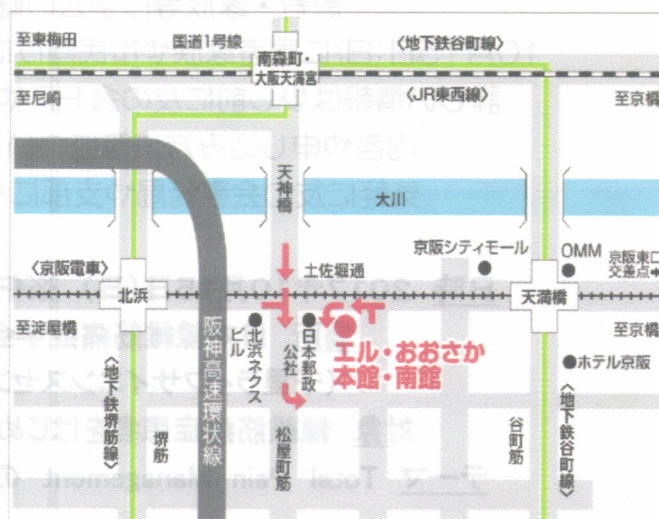 至東梅田
国道1号線
南森町・
大阪天満宮
〈地下鉄谷町線〉
至尼崎
〈JR東西線〉
至京橋
天神橋
大川
〈京阪電車〉
北浜
土佐堀通
京阪シティモール
OMM
京阪東口
交差点➡
天満橋
至淀屋橋
阪神高速環状線
北浜ネクス
ビル
日本郵政
公社
エル・おおさか
本館・南館
至京橋
ホテル京阪
〈地下鉄堺筋線〉
堺筋
松屋町筋
谷町筋
〈地下鉄谷町線〉
Total
Management